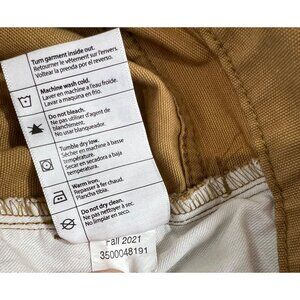 Turn garment inside out.
Retourner le vêtement sur l'envers.
Voltear la prenda por el revés.
Machine wash cold.
Laver à machine à l'eau froide.
Lavar a maquina en frío.
Do not bleach.
Ne pas utiliser d'agent de
blanchiment.
No usar blanqueador.
Tumble dry low.
Sécher en machine à basse
température.
Secar en secadora a baja
temperatura.
Warm iron.
Repasser à fer chaud.
Plancha tibia.
Do not dry clean.
Ne pas nettoyer à sec.
No limpiar en seco.
Fall 2021
3500048191